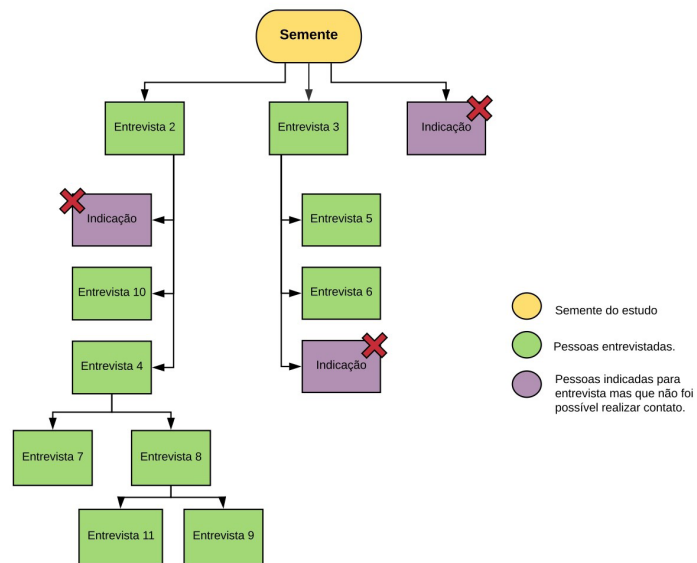 Semente
Entrevista 2
Entrevista 3
Indicação
Indicação
Entrevista 5
Entrevista 10
Entrevista 6
Entrevista 4
Indicação
Entrevista 7
Entrevista 8
Entrevista 11
Entrevista 9
Semente do estudo
Pessoas entrevistadas.
Pessoas indicadas para
entrevista mas que não foi
possível realizar contato.